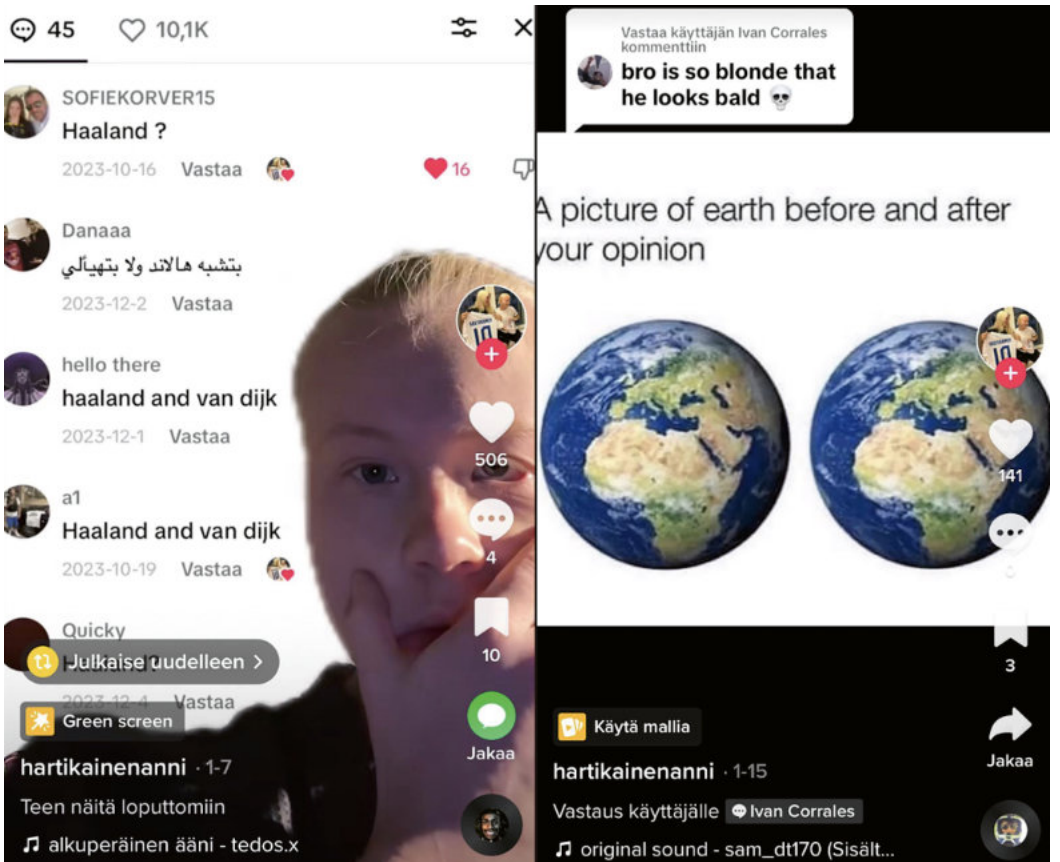 45
10,1K
SOFIEKORVER15
Haaland ?
2023-10-16 Vastaa
16
Danaaa
بتشبه هالاند ولا بتهيألي
2023-12-2 Vastaa
hello there
haaland and van dijk
2023-12-1 Vastaa
506
a1
Haaland and van dijk
4
2023-10-19 Vastaa
Quicky
10
Julkaise uudelleen >
Haaland?
2023-12-4 Vastaa
Green screen
Jakaa
hartikainenanni · 1-7
Teen näitä loputtomiin
alkuperäinen ääni - tedos.x
Vastaa käyttäjän Ivan Corrales
kommenttiin
bro is so blonde that
he looks bald 💀
A picture of earth before and after
your opinion
10
141
3
Käytä mallia
Jakaa
hartikainenanni · 1-15
Vastaus käyttäjälle Ivan Corrales
original sound - sam_dt170 (Sisält...